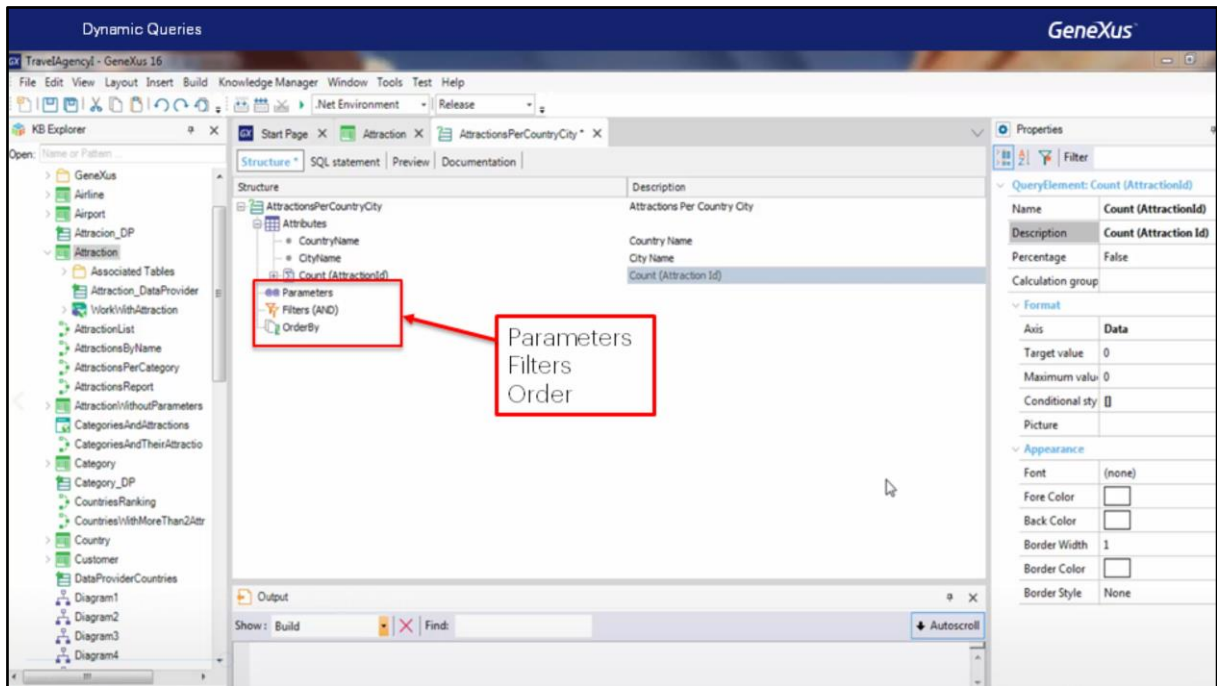 Dynamic Queries
GeneXus
GX TravelAgencyI - GeneXus 16
File Edit View Layout Insert Build Knowledge Manager Window Tools Test Help
.Net Environment Release
KB Explorer
Open: Name or Pattern ...
GeneXus
Airline
Airport
Attracion_DP
Attraction
Associated Tables
Attraction_DataProvider
WorkWithAttraction
AttractionList
AttractionsByName
AttractionsPerCategory
AttractionsReport
AttractionWithoutParameters
CategoriesAndAttractions
CategoriesAndTheirAttractio
Category
Category_DP
CountriesRanking
CountriesWithMoreThan2Attr
Country
Customer
DataProviderCountries
Diagram1
Diagram2
Diagram3
Diagram4
GX Start Page X Attraction X AttractionsPerCountryCity * X
Structure * SQL statement Preview Documentation
Structure Description
AttractionsPerCountryCity Attractions Per Country City
Attributes
CountryName Country Name
CityName City Name
Count (AttractionId) Count (Attraction Id)
Parameters
Filters (AND)
OrderBy
Parameters
Filters
Order
Output
Show: Build Find:
Autoscroll
Properties
Filter
QueryElement: Count (AttractionId)
Name Count (AttractionId)
Description Count (Attraction Id)
Percentage False
Calculation group
Format
Axis Data
Target value 0
Maximum valu 0
Conditional sty []
Picture
Appearance
Font (none)
Fore Color
Back Color
Border Width 1
Border Color
Border Style None